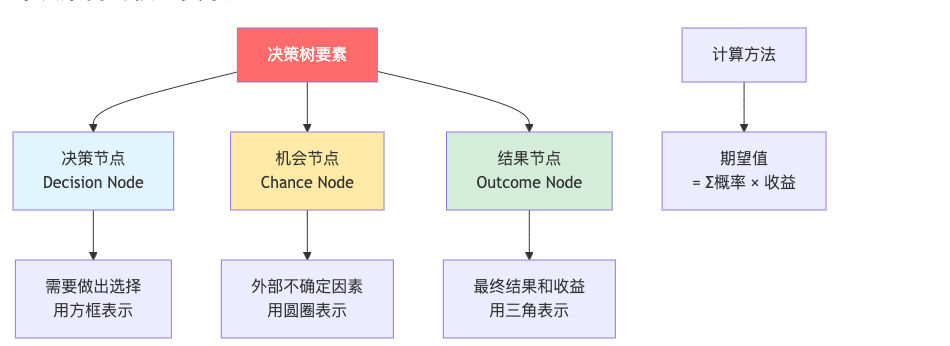 决策树要素
计算方法
决策节点
Decision Node
机会节点
Chance Node
结果节点
Outcome Node
期望值
= Σ概率 × 收益
需要做出选择
用方框表示
外部不确定因素
用圆圈表示
最终结果和收益
用三角表示